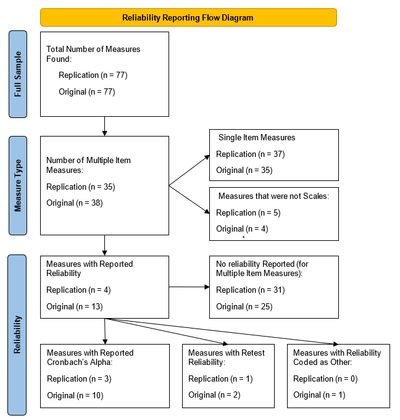 Reliability Reporting Flow Diagram
Full Sample
Total Number of Measures
Found:
Replication (n = 77)
Original (n = 77)
Measure Type
Number of Multiple Item
Measures:
Replication (n = 35)
Original (n = 38)
Single Item Measures
Replication (n = 37)
Original (n = 35)
Measures that were not Scales:
Replication (n = 5)
Original (n = 4)
Reliability
Measures with Reported
Reliability
Replication (n = 4)
Original (n = 13)
No reliability Reported (for
Multiple Item Measures):
Replication (n = 31)
Original (n = 25)
Measures with Reported
Cronbach's Alpha:
Replication (n = 3)
Original (n = 10)
Measures with Retest
Reliability:
Replication (n = 1)
Original (n = 2)
Measures with Reliability
Coded as Other:
Replication (n = 0)
Original (n = 1)